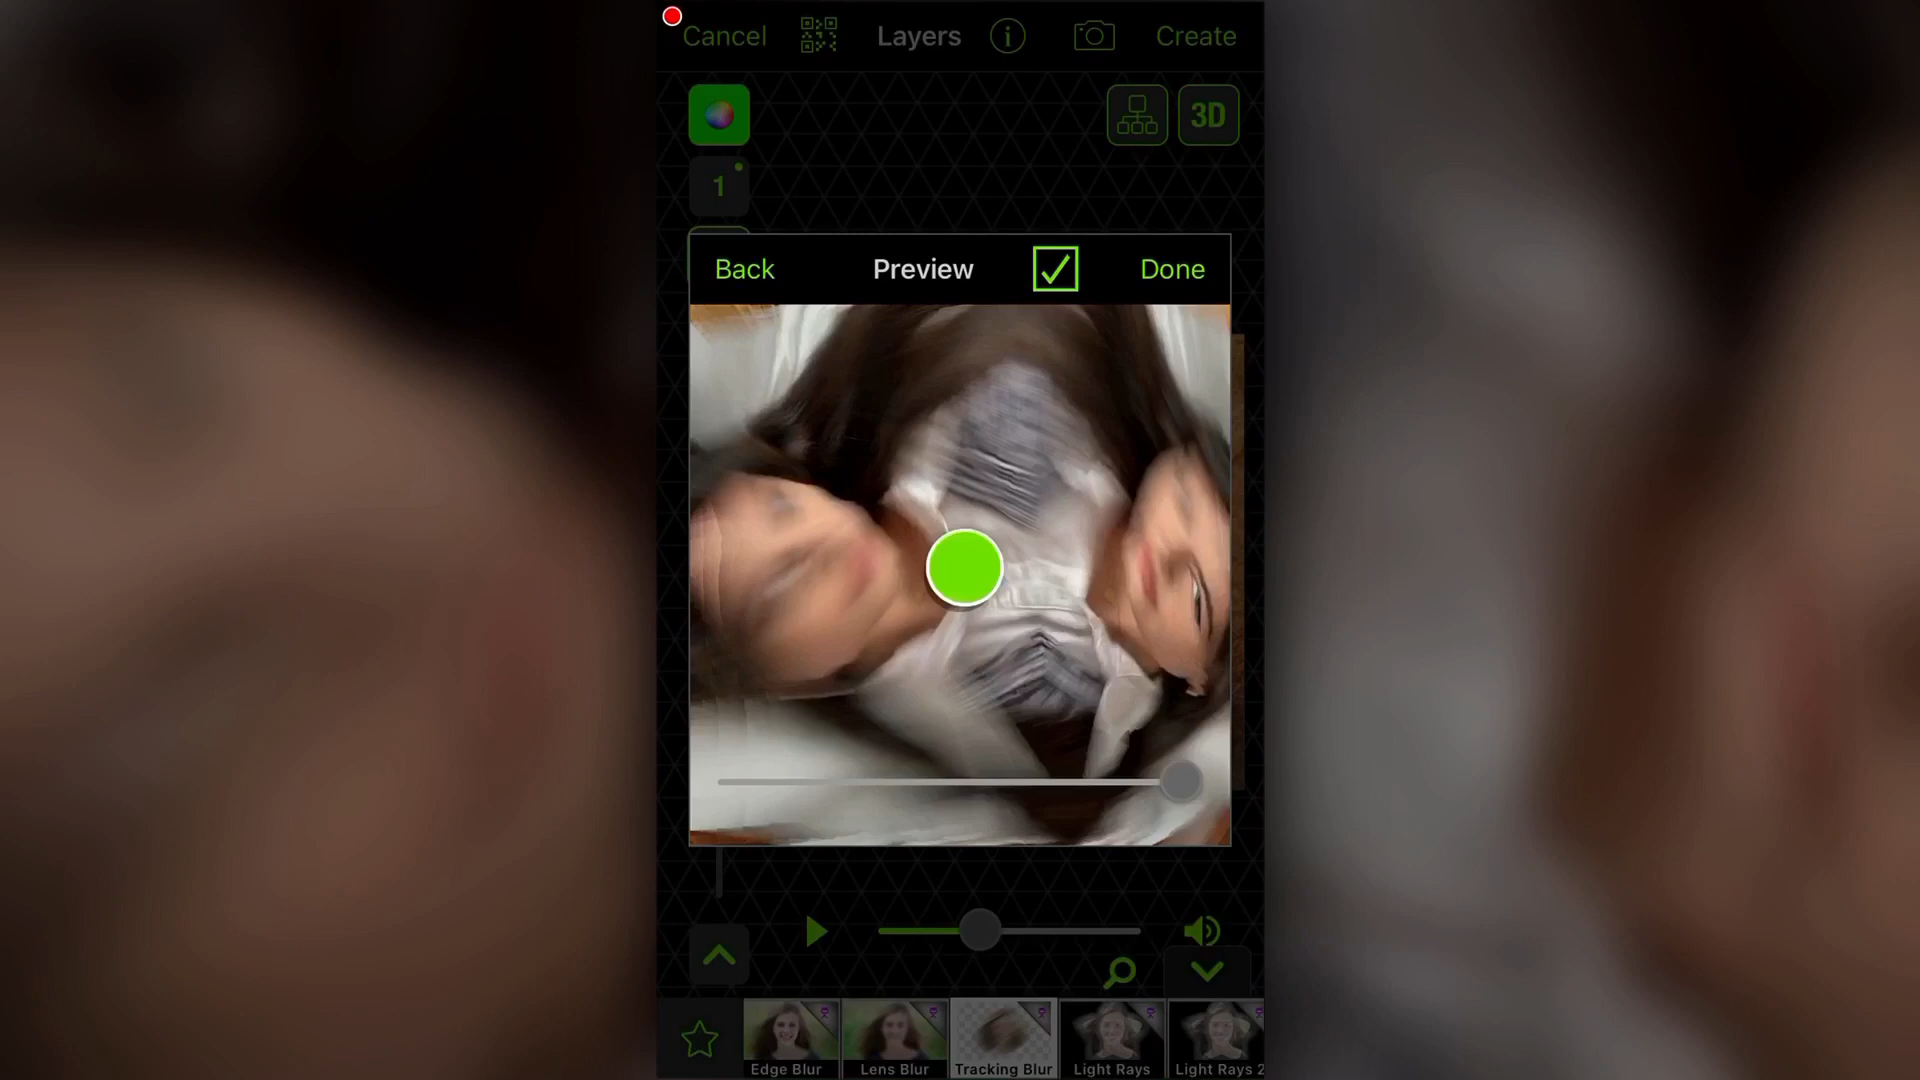 Cancel Layers Create
3D
1
Back Preview Done
Edge Blur Lens Blur Tracking Blur Light Rays Light Rays 2